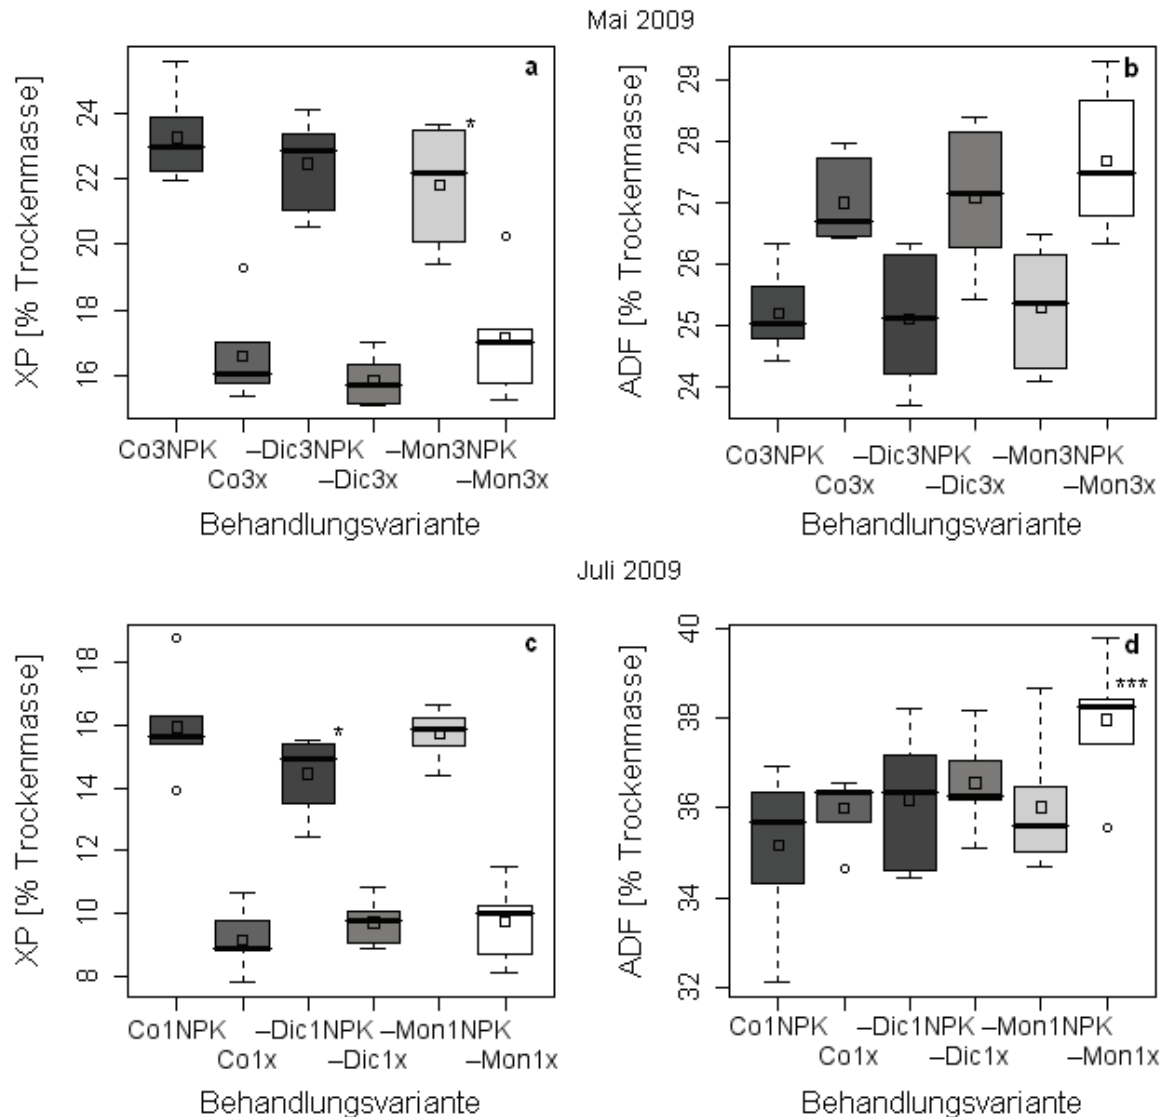 Mai 2009
a
XP [% Trockenmasse]
24
22
20
18
16
*
Co3NPK
–Dic3NPK
–Mon3NPK
Co3x
–Dic3x
–Mon3x
Behandlungsvariante
b
ADF [% Trockenmasse]
29
28
27
26
25
24
Co3NPK
–Dic3NPK
–Mon3NPK
Co3x
–Dic3x
–Mon3x
Behandlungsvariante
Juli 2009
c
XP [% Trockenmasse]
18
16
14
12
10
8
*
Co1NPK
–Dic1NPK
–Mon1NPK
Co1x
–Dic1x
–Mon1x
Behandlungsvariante
d
ADF [% Trockenmasse]
40
38
36
34
32
***
Co1NPK
–Dic1NPK
–Mon1NPK
Co1x
–Dic1x
–Mon1x
Behandlungsvariante